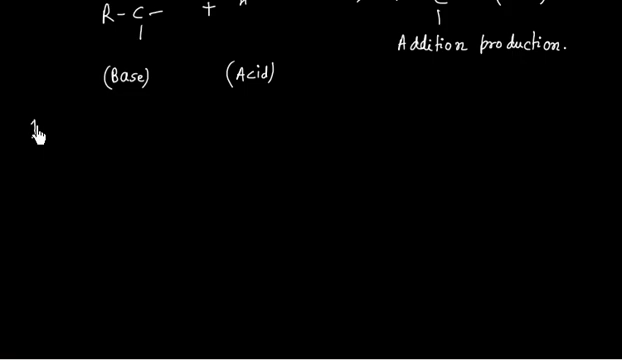 R - C - +
Addition production.
(Base) (Acid)